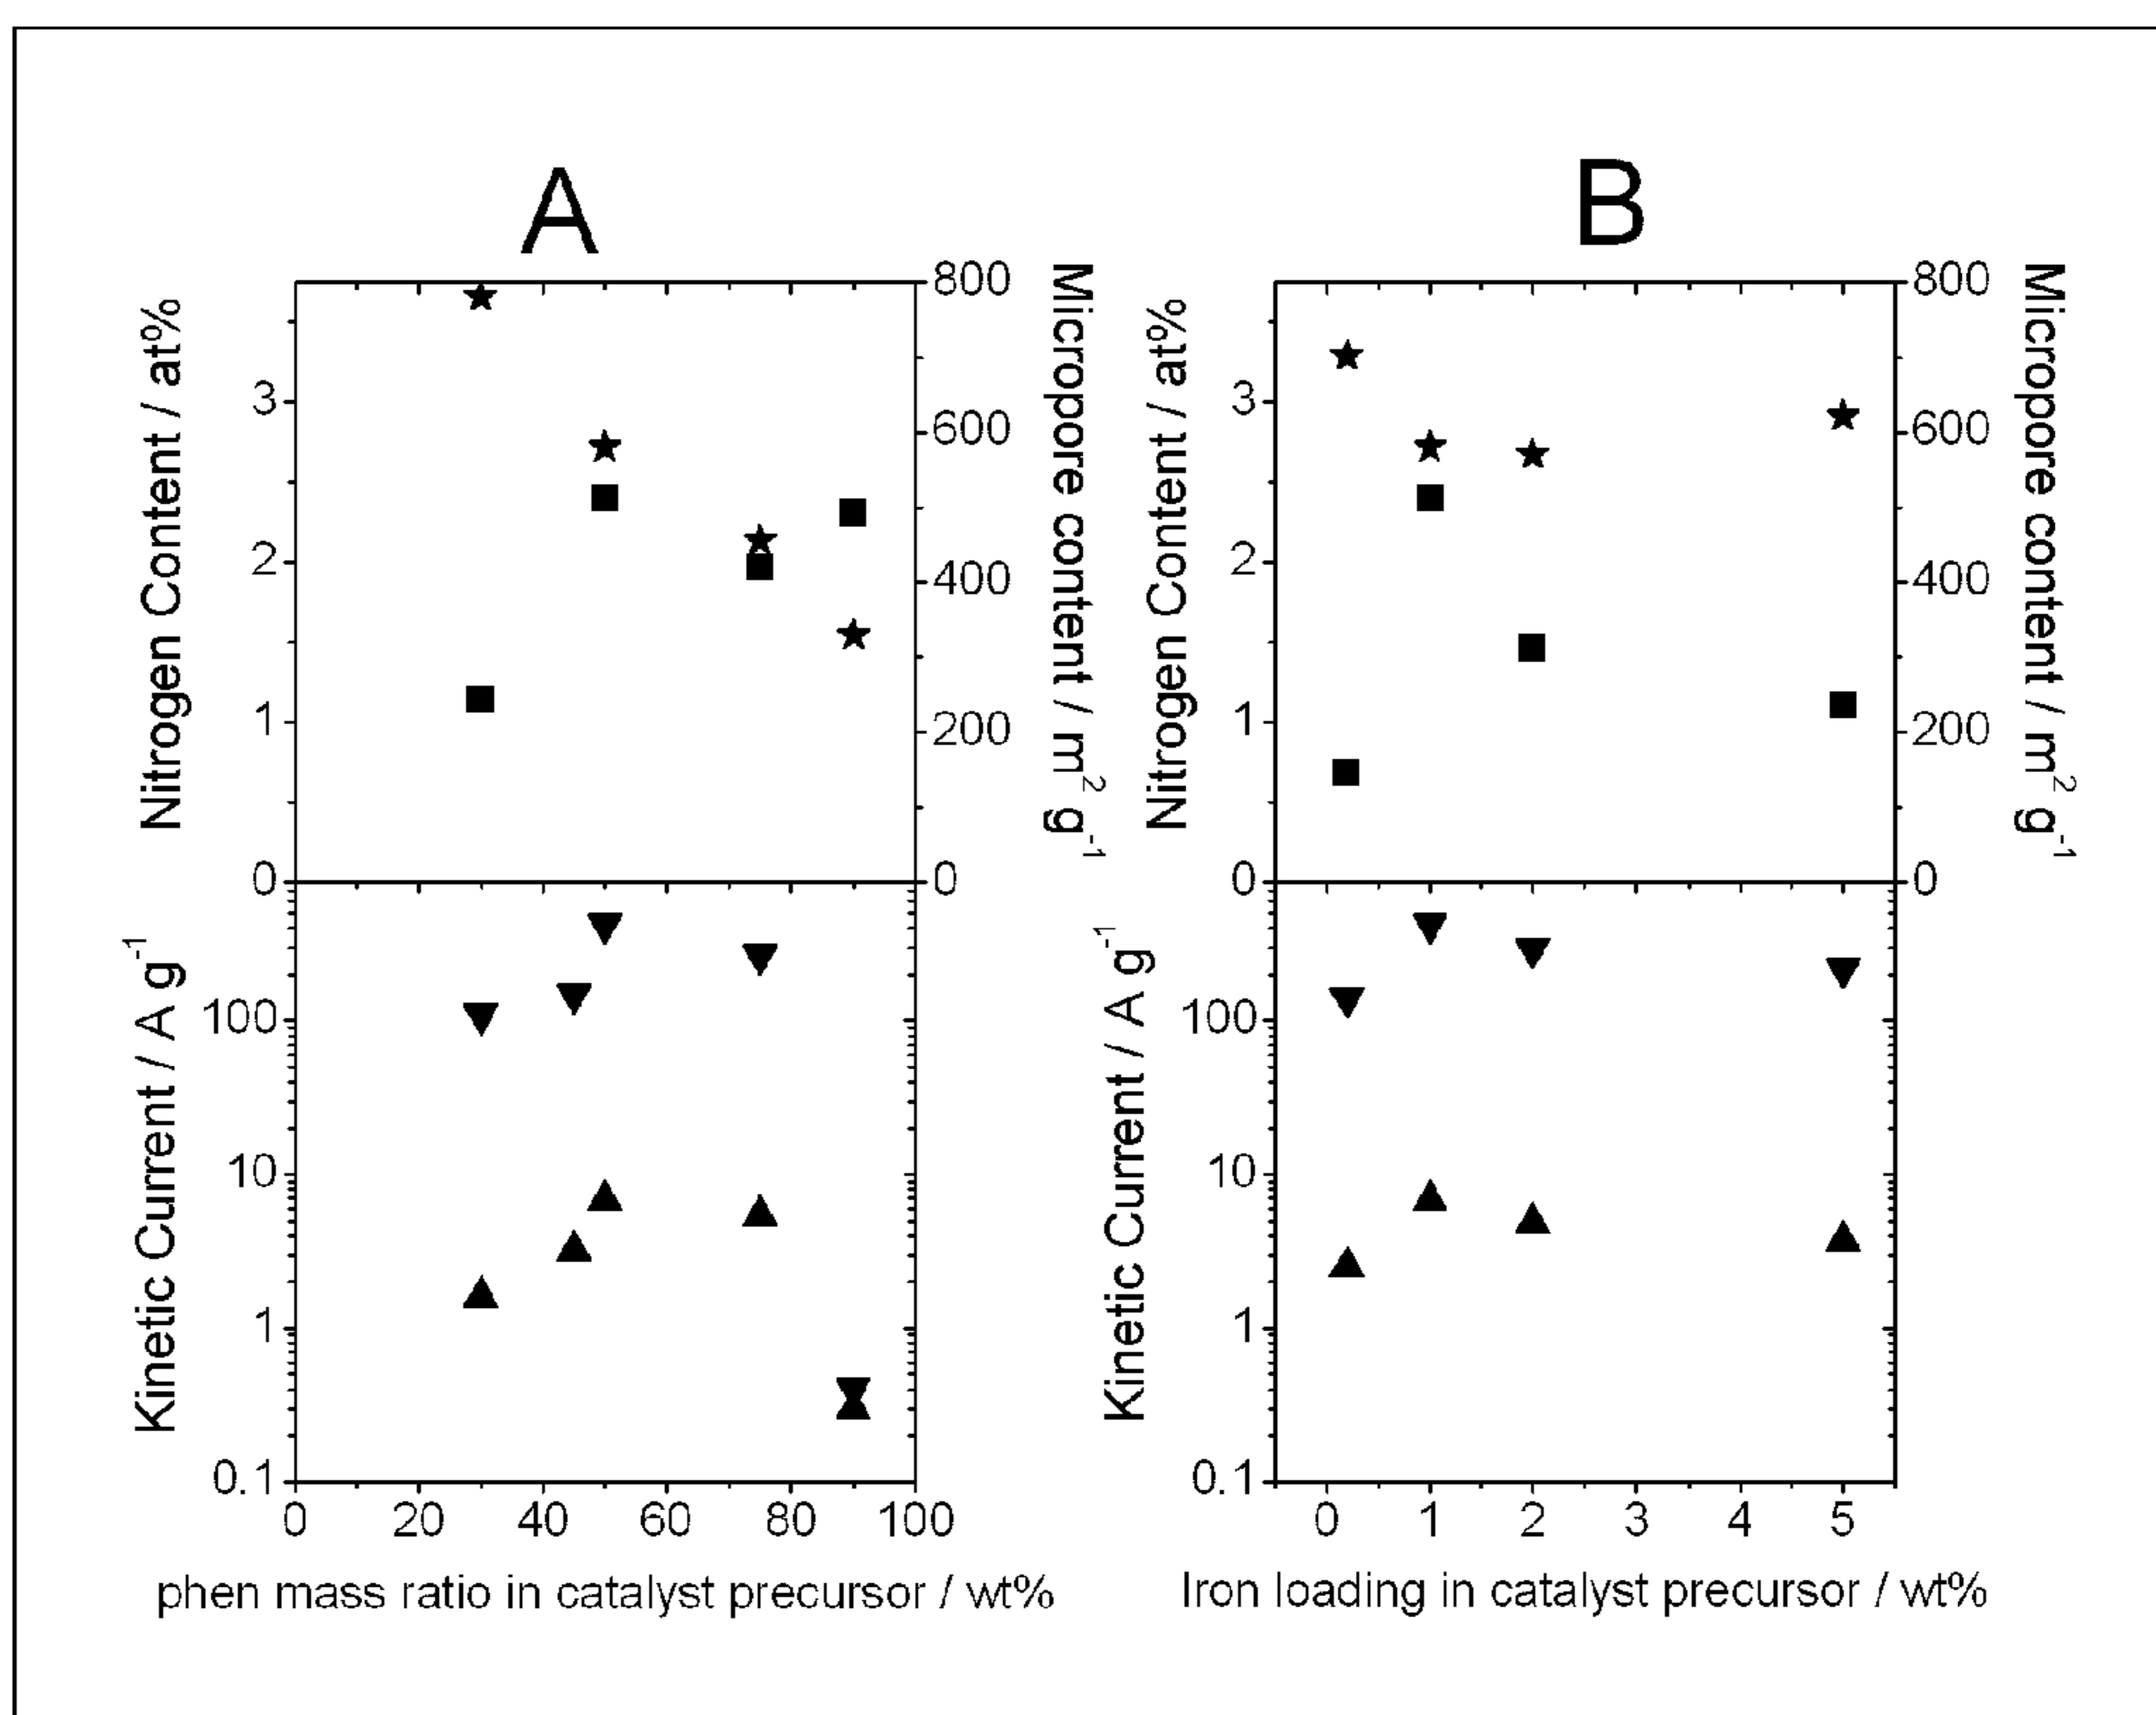 A
B
Nitrogen Content / at%
3
2
1
0
800
600
400
200
0
Micropore content / m² g⁻¹
Kinetic Current / A g⁻¹
100
10
1
0.1
0 20 40 60 80 100
phen mass ratio in catalyst precursor / wt%
Nitrogen Content / at%
3
2
1
0
800
600
400
200
0
Micropore content / m² g⁻¹
Kinetic Current / A g⁻¹
100
10
1
0.1
0 1 2 3 4 5
Iron loading in catalyst precursor / wt%